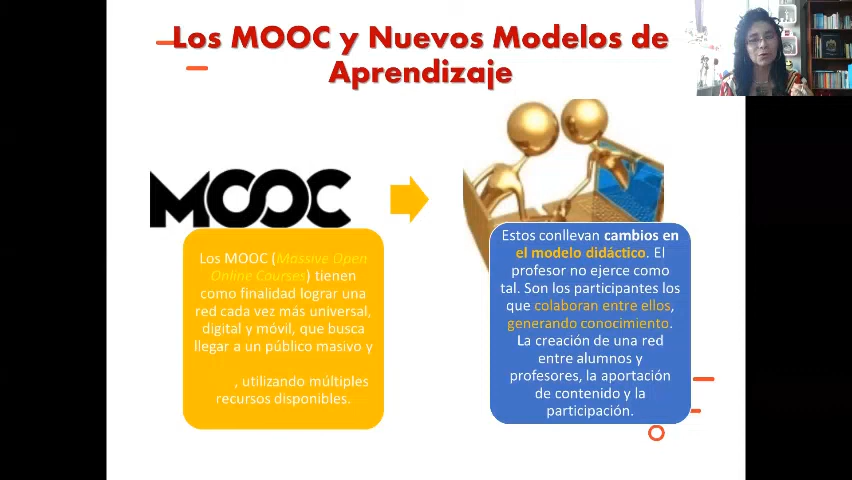 Los MOOC y Nuevos Modelos de
Aprendizaje
MOOC
Los MOOC (Massive Open
Online Courses) tienen
como finalidad lograr una
red cada vez más universal,
digital y móvil, que busca
llegar a un público masivo y
, utilizando múltiples
recursos disponibles.
Estos conllevan cambios en
el modelo didáctico. El
profesor no ejerce como
tal. Son los participantes los
que colaboran entre ellos,
generando conocimiento.
La creación de una red
entre alumnos y
profesores, la aportación
de contenido y la
participación.